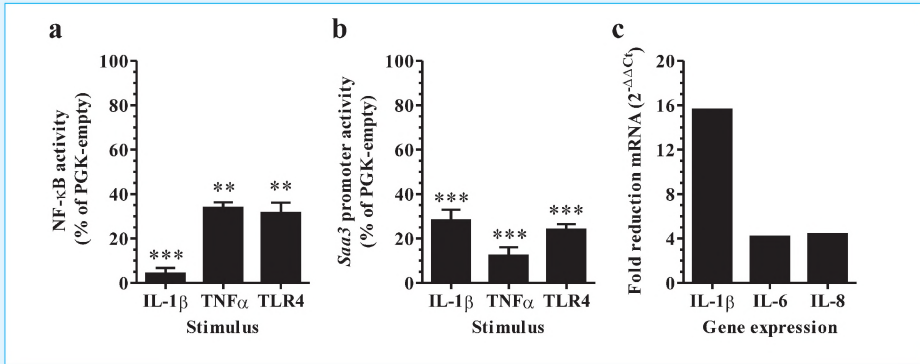 a
NF-κB activity
(% of PGK-empty)
100
80
60
40
20
0
***
**
**
IL-1β TNFα TLR4
Stimulus
b
Saa3 promoter activity
(% of PGK-empty)
100
80
60
40
20
0
***
***
***
IL-1β TNFα TLR4
Stimulus
c
Fold reduction mRNA (2^-ΔΔCt)
20
16
12
8
4
0
IL-1β IL-6 IL-8
Gene expression